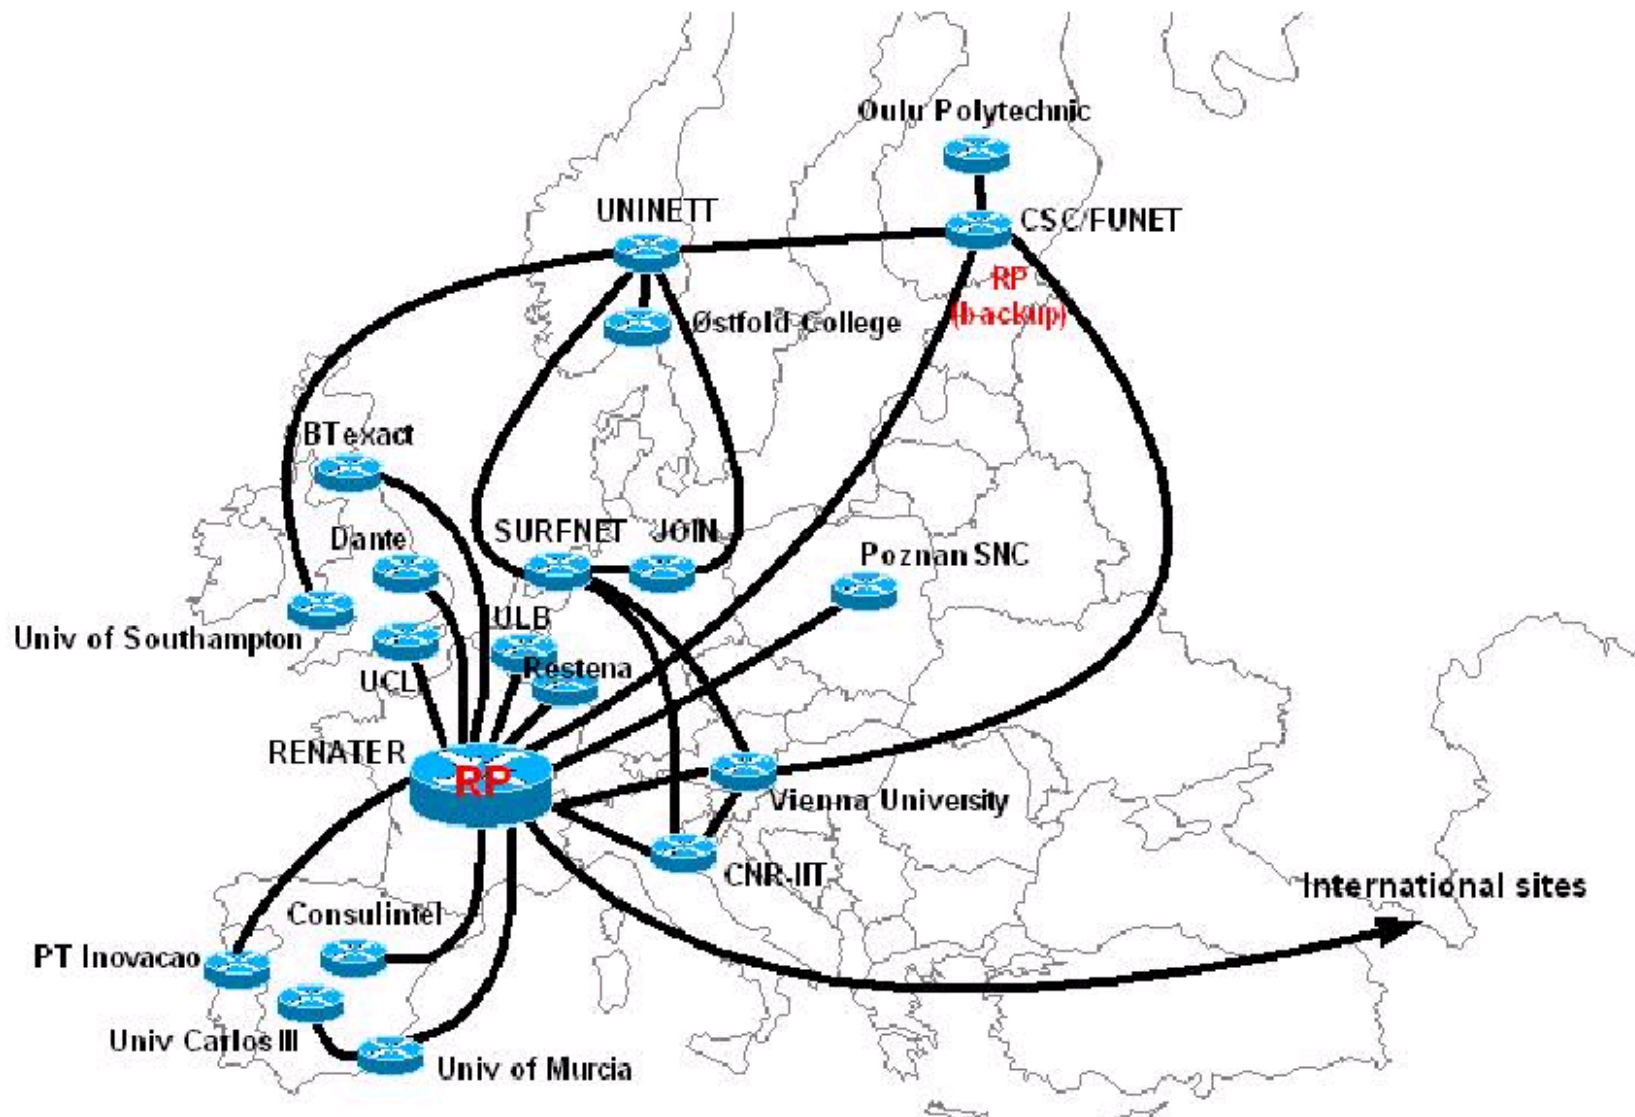 Oulu Polytechnic
UNINETT
CSC/FUNET
RP
(backup)
Østfold College
BTexact
Dante
SURFNET
JOIN
Poznan SNC
ULB
Univ of Southampton
Restena
UCL
RENATER
RP
Vienna University
CNR-IIT
International sites
Consulintel
PT Inovacao
Univ Carlos III
Univ of Murcia